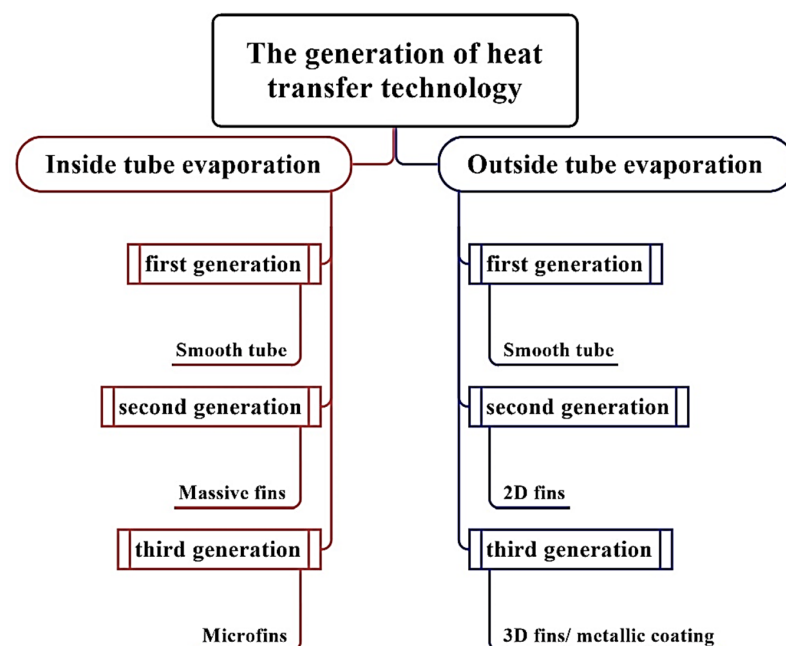 The generation of heat
transfer technology
Inside tube evaporation
first generation
Smooth tube
second generation
Massive fins
third generation
Microfins
Outside tube evaporation
first generation
Smooth tube
second generation
2D fins
third generation
3D fins/ metallic coating